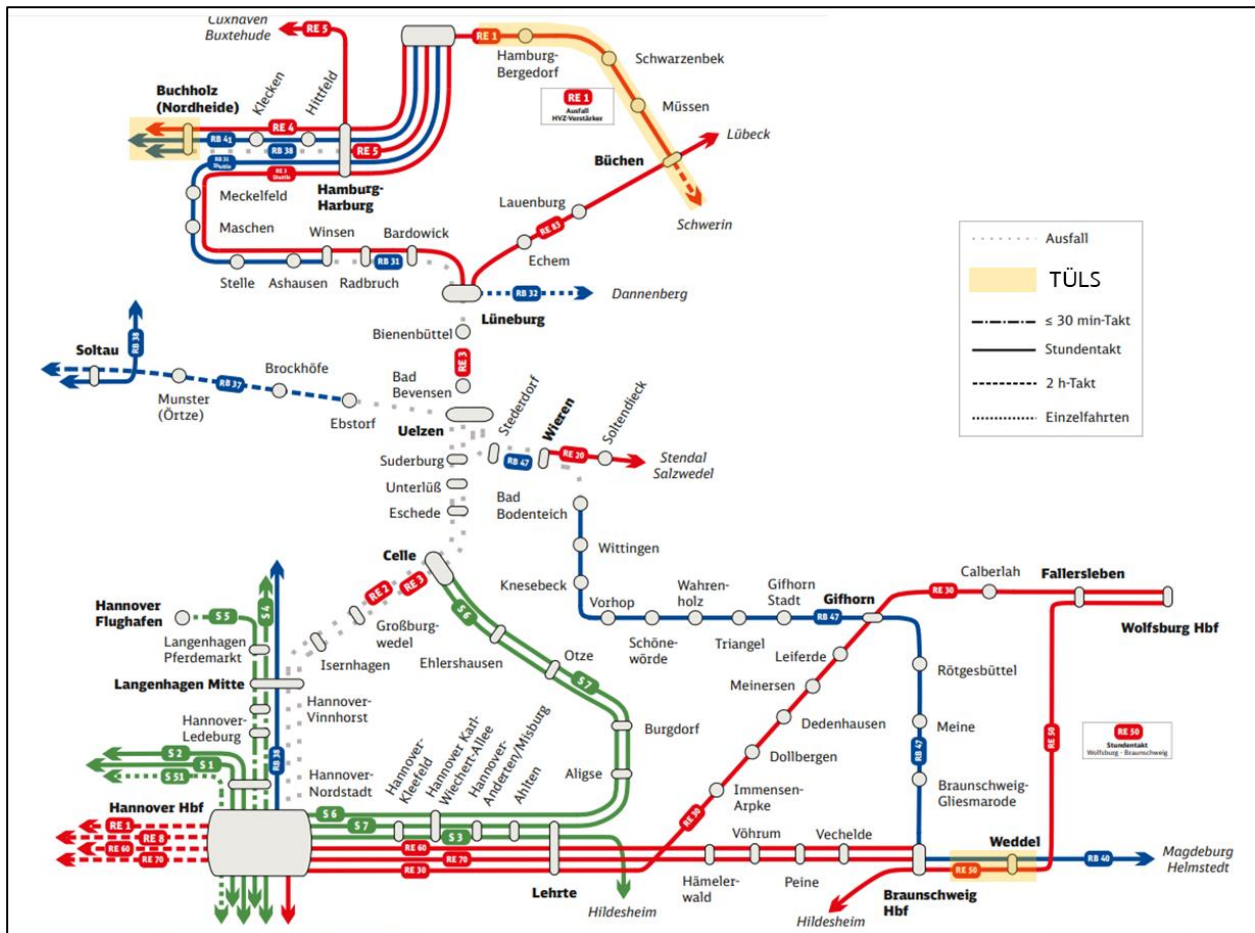 Cuxhaven
Buxtehude
RE 5
RE 1
Hamburg-
Bergedorf
Schwarzenbek
Müssen
RE 1
Ausfall
HVZ-Verstärker
Lübeck
Büchen
Schwerin
Buchholz
(Nordheide)
Klecken
Hittfeld
RE 4
RB 41
RB 38
RE 5
RB 31
Shuttle
RE 3
Shuttle
Hamburg-
Harburg
Meckelfeld
Maschen
Winsen
Bardowick
Stelle
Ashausen
Radbruch
RB 31
Lauenburg
RE 83
Echem
RB 32
Dannenberg
Lüneburg
Bienenbüttel
RE 3
Bad
Bevensen
Uelzen
RB 38
Soltau
Munster
(Örtze)
RB 37
Brockhöfe
Ebstorf
Stederdorf
Wieren
Soltendieck
RB 47
RE 20
Stendal
Salzwedel
Suderburg
Unterlüß
Eschede
Celle
Bad
Bodenteich
Wittingen
Knesebeck
Vorhop
Schöne-
wörde
Wahren-
holz
Triangel
Gifhorn
Stadt
RB 47
Gifhorn
RE 30
Calberlah
Fallersleben
Wolfsburg Hbf
Ausfall
TÜLS
≤ 30 min-Takt
Stundentakt
2 h-Takt
Einzelfahrten
Hannover
Flughafen
S 5
S 4
Langenhagen
Pferdemarkt
Langenhagen Mitte
Hannover-
Ledeburg
S 2
S 1
S 51
RE 2
RE 3
Großburg-
wedel
Isernhagen
Hannover-
Vinnhorst
RB 38
Hannover-
Nordstadt
Hannover Hbf
RE 1
RE 8
RE 60
RE 70
S 6
Ehlershausen
Otze
S 7
Burgdorf
Aligse
Hannover-
Kleefeld
Hannover Karl-
Wiechert-Allee
Hannover-
Anderten/Misburg
Ahlten
S 6
S 7
S 3
RE 60
RE 70
RE 30
Lehrte
Hildesheim
Leiferde
Meinersen
Dedenhausen
Dollbergen
Immensen-
Arpke
RE 30
Hämeler-
wald
Vöhrum
Peine
Vechelde
Rötgesbüttel
Meine
RB 47
Braunschweig-
Gliesmarode
RE 50
RE 50
Stundentakt
Wolfsburg - Braunschweig
Weddel
RE 50
RB 40
Magdeburg
Helmstedt
Braunschweig
Hbf
Hildesheim